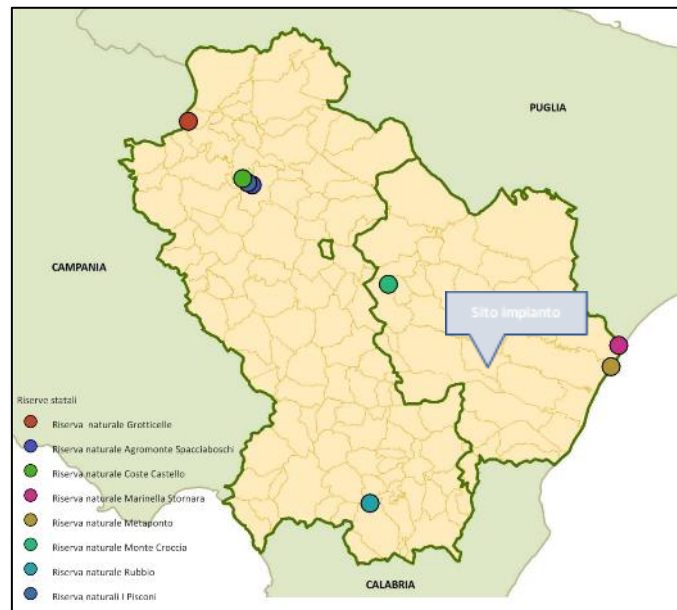 PUGLIA
CAMPANIA
Sito impianto
Riserve statali
Riserva naturale Grotticelle
Riserva naturale Agromonte Spacciaboschi
Riserva naturale Coste Castello
Riserva naturale Marinella Stornara
Riserva naturale Metaponto
Riserva naturale Monte Croccia
Riserva naturale Rubbio
Riserva naturali I Pisconi
CALABRIA